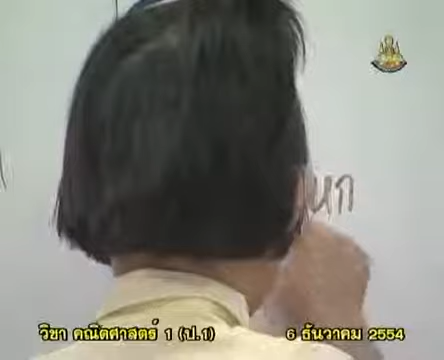 หก
วิชา คณิตศาสตร์ 1 (ป.1)
6 ธันวาคม 2554